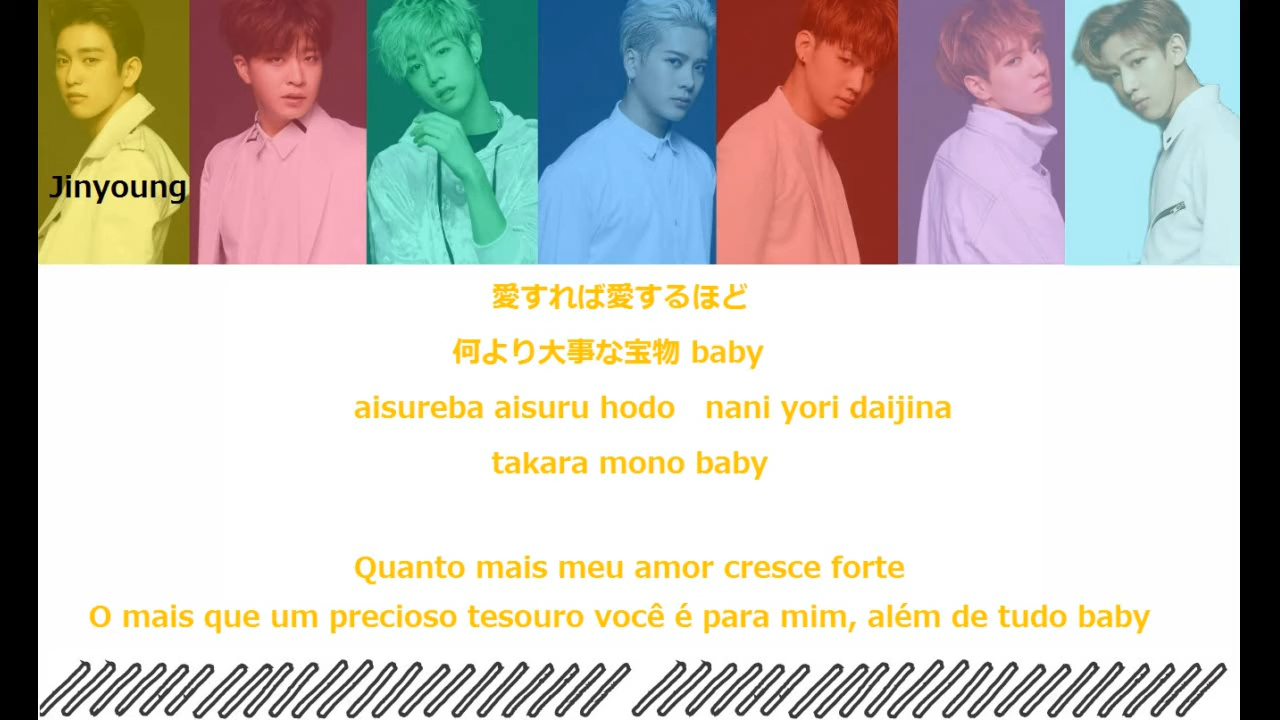 Jinyoung
愛すれば愛するほど
何より大事な宝物 baby
aisureba aisuru hodo nani yori daijina
takara mono baby
Quanto mais meu amor cresce forte
O mais que um precioso tesouro você é para mim, além de tudo baby